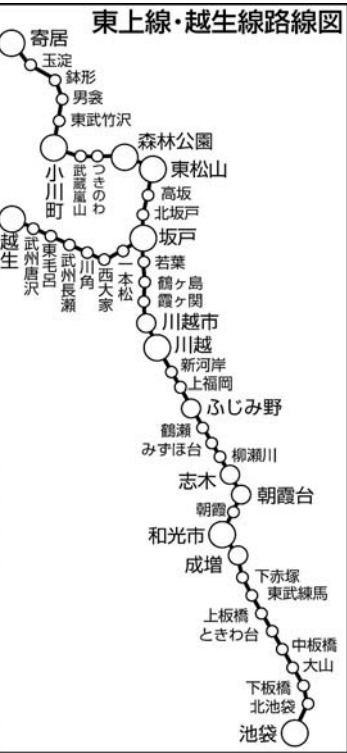 東上線･越生線路線図
寄居
玉淀
鉢形
男衾
東武竹沢
小川町
武蔵嵐山
つきのわ
森林公園
東松山
高坂
北坂戸
坂戸
越生
武州唐沢
東毛呂
武州長瀬
川角
西大家
一本松
若葉
鶴ヶ島
霞ヶ関
川越市
川越
新河岸
上福岡
ふじみ野
鶴瀬
みずほ台
柳瀬川
志木
朝霞台
朝霞
和光市
成増
下赤塚
東武練馬
上板橋
ときわ台
中板橋
大山
下板橋
北池袋
池袋